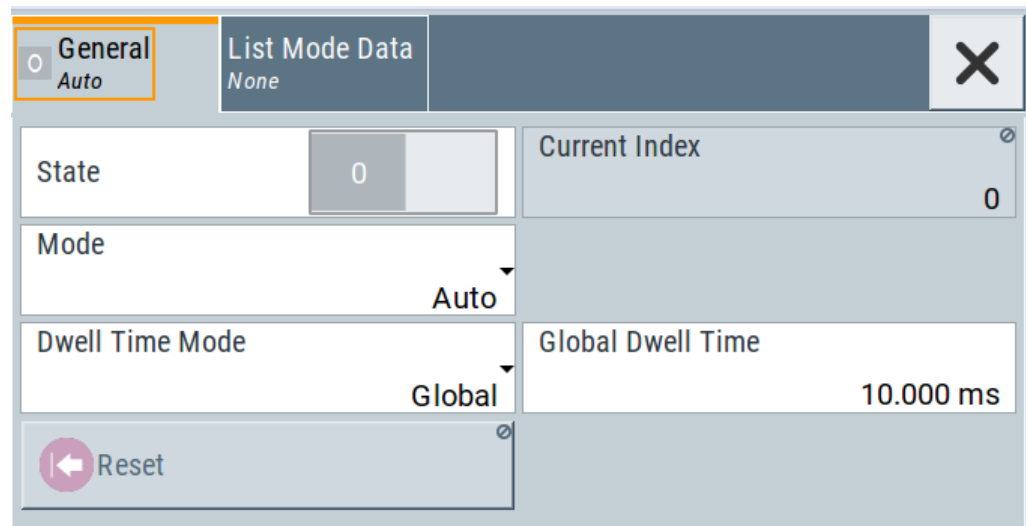 0 General
Auto
List Mode Data
None
State 0
Current Index
0
Mode
Auto
Dwell Time Mode
Global
Global Dwell Time
10.000 ms
Reset